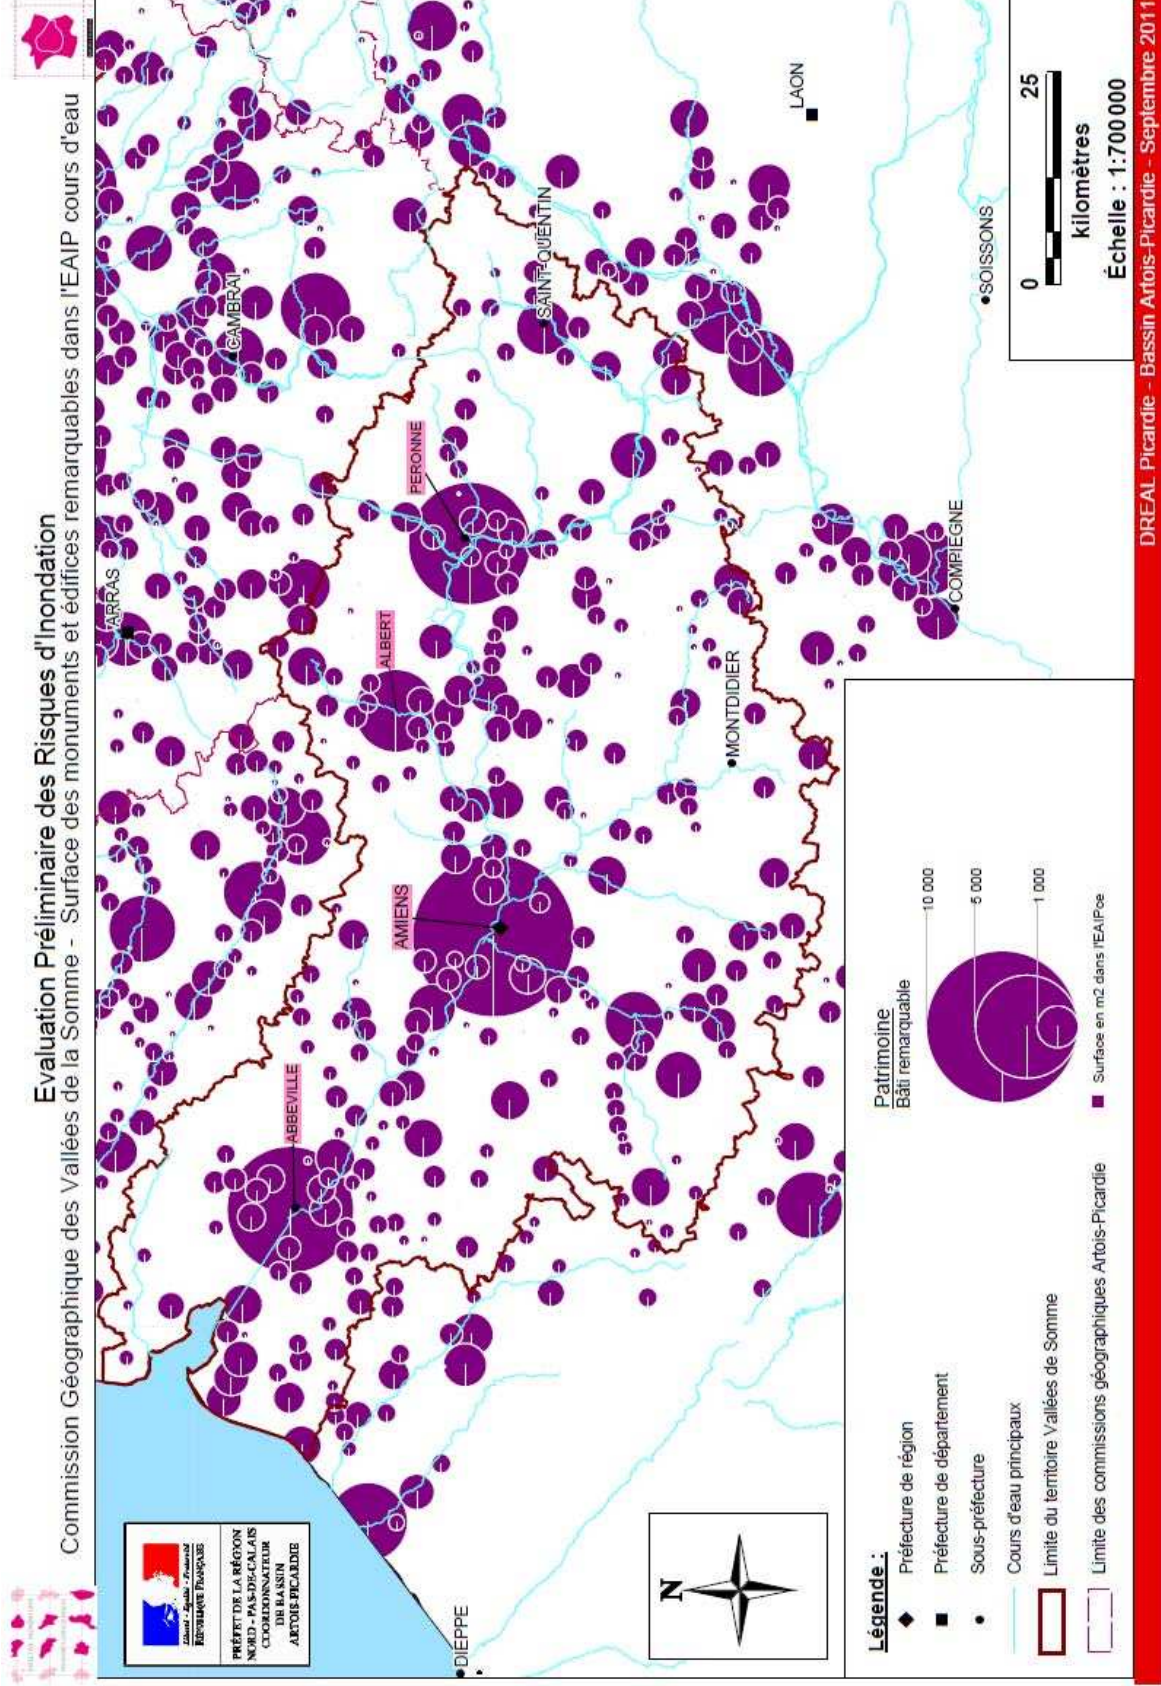 Evaluation Préliminaire des Risques d'Inondation
Commission Géographique des Vallées de la Somme - Surface des monuments et édifices remarquables dans l'EAIP cours d'eau
Liberté • Égalité • Fraternité
RÉPUBLIQUE FRANÇAISE
PRÉFET DE LA RÉGION
NORD - PAS-DE-CALAIS
COORDONNATEUR
DE BASSIN
ARTOIS-PICARDIE
ARRAS
CAMBRAI
ABBEVILLE
ALBERT
PERONNE
AMIENS
SAINT-QUENTIN
DIEPPE
MONTDIDIER
LAON
COMPIEGNE
SOISSONS
N
Légende :
Préfecture de région
Préfecture de département
Sous-préfecture
Cours d'eau principaux
Limite du territoire Vallées de Somme
Limite des commissions géographiques Artois-Picardie
Patrimoine
Bâti remarquable
10 000
5 000
1 000
Surface en m2 dans l'EAIPce
0 25
kilomètres
Échelle : 1:700 000
DREAL Picardie - Bassin Artois-Picardie - Septembre 2011